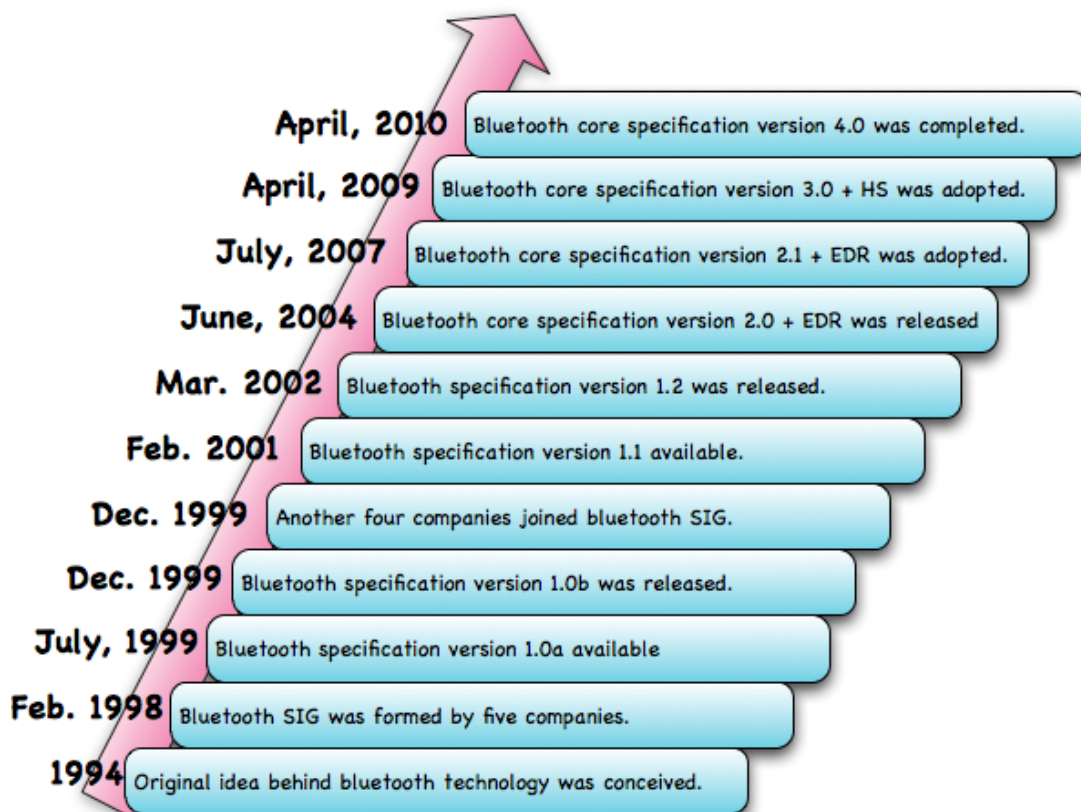 April, 2010 Bluetooth core specification version 4.0 was completed.
April, 2009 Bluetooth core specification version 3.0 + HS was adopted.
July, 2007 Bluetooth core specification version 2.1 + EDR was adopted.
June, 2004 Bluetooth core specification version 2.0 + EDR was released
Mar. 2002 Bluetooth specification version 1.2 was released.
Feb. 2001 Bluetooth specification version 1.1 available.
Dec. 1999 Another four companies joined bluetooth SIG.
Dec. 1999 Bluetooth specification version 1.0b was released.
July, 1999 Bluetooth specification version 1.0a available
Feb. 1998 Bluetooth SIG was formed by five companies.
1994 Original idea behind bluetooth technology was conceived.